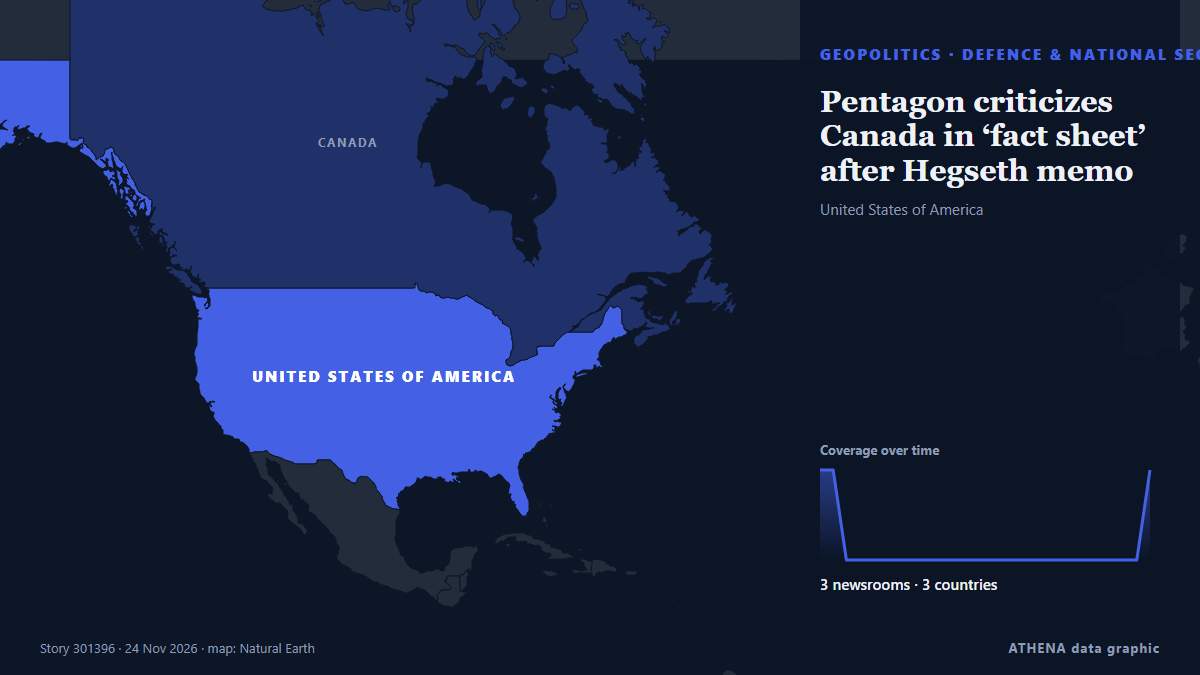 GEOPOLITICS · DEFENCE & NATIONAL
Pentagon criticizes
Canada in ‘fact sheet’
after Hegseth memo
United States of America
CANADA
UNITED STATES OF AMERICA
Coverage over time
3 newsrooms · 3 countries
Story 301396 · 24 Nov 2026 · map: Natural Earth
ATHENA data graphic